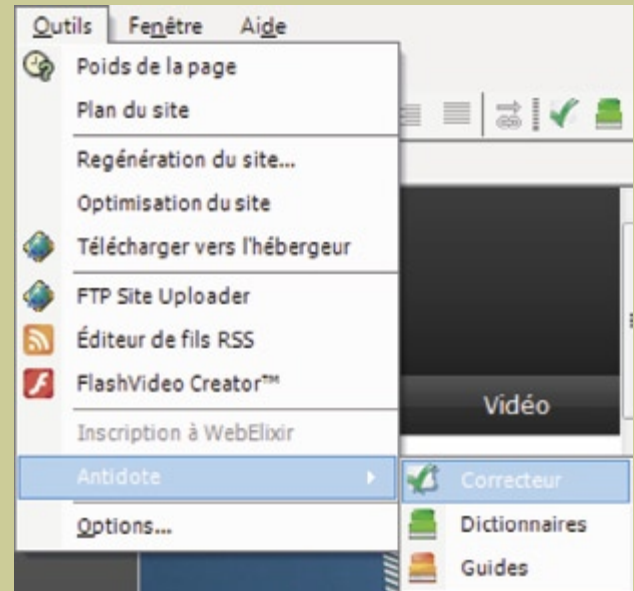 Outils Fenêtre Aide
Poids de la page
Plan du site
Regénération du site...
Optimisation du site
Télécharger vers l'hébergeur
FTP Site Uploader
Éditeur de fils RSS
FlashVideo Creator™
Vidéo
Inscription à WebElixir
Antidote
Correcteur
Options...
Dictionnaires
Guides